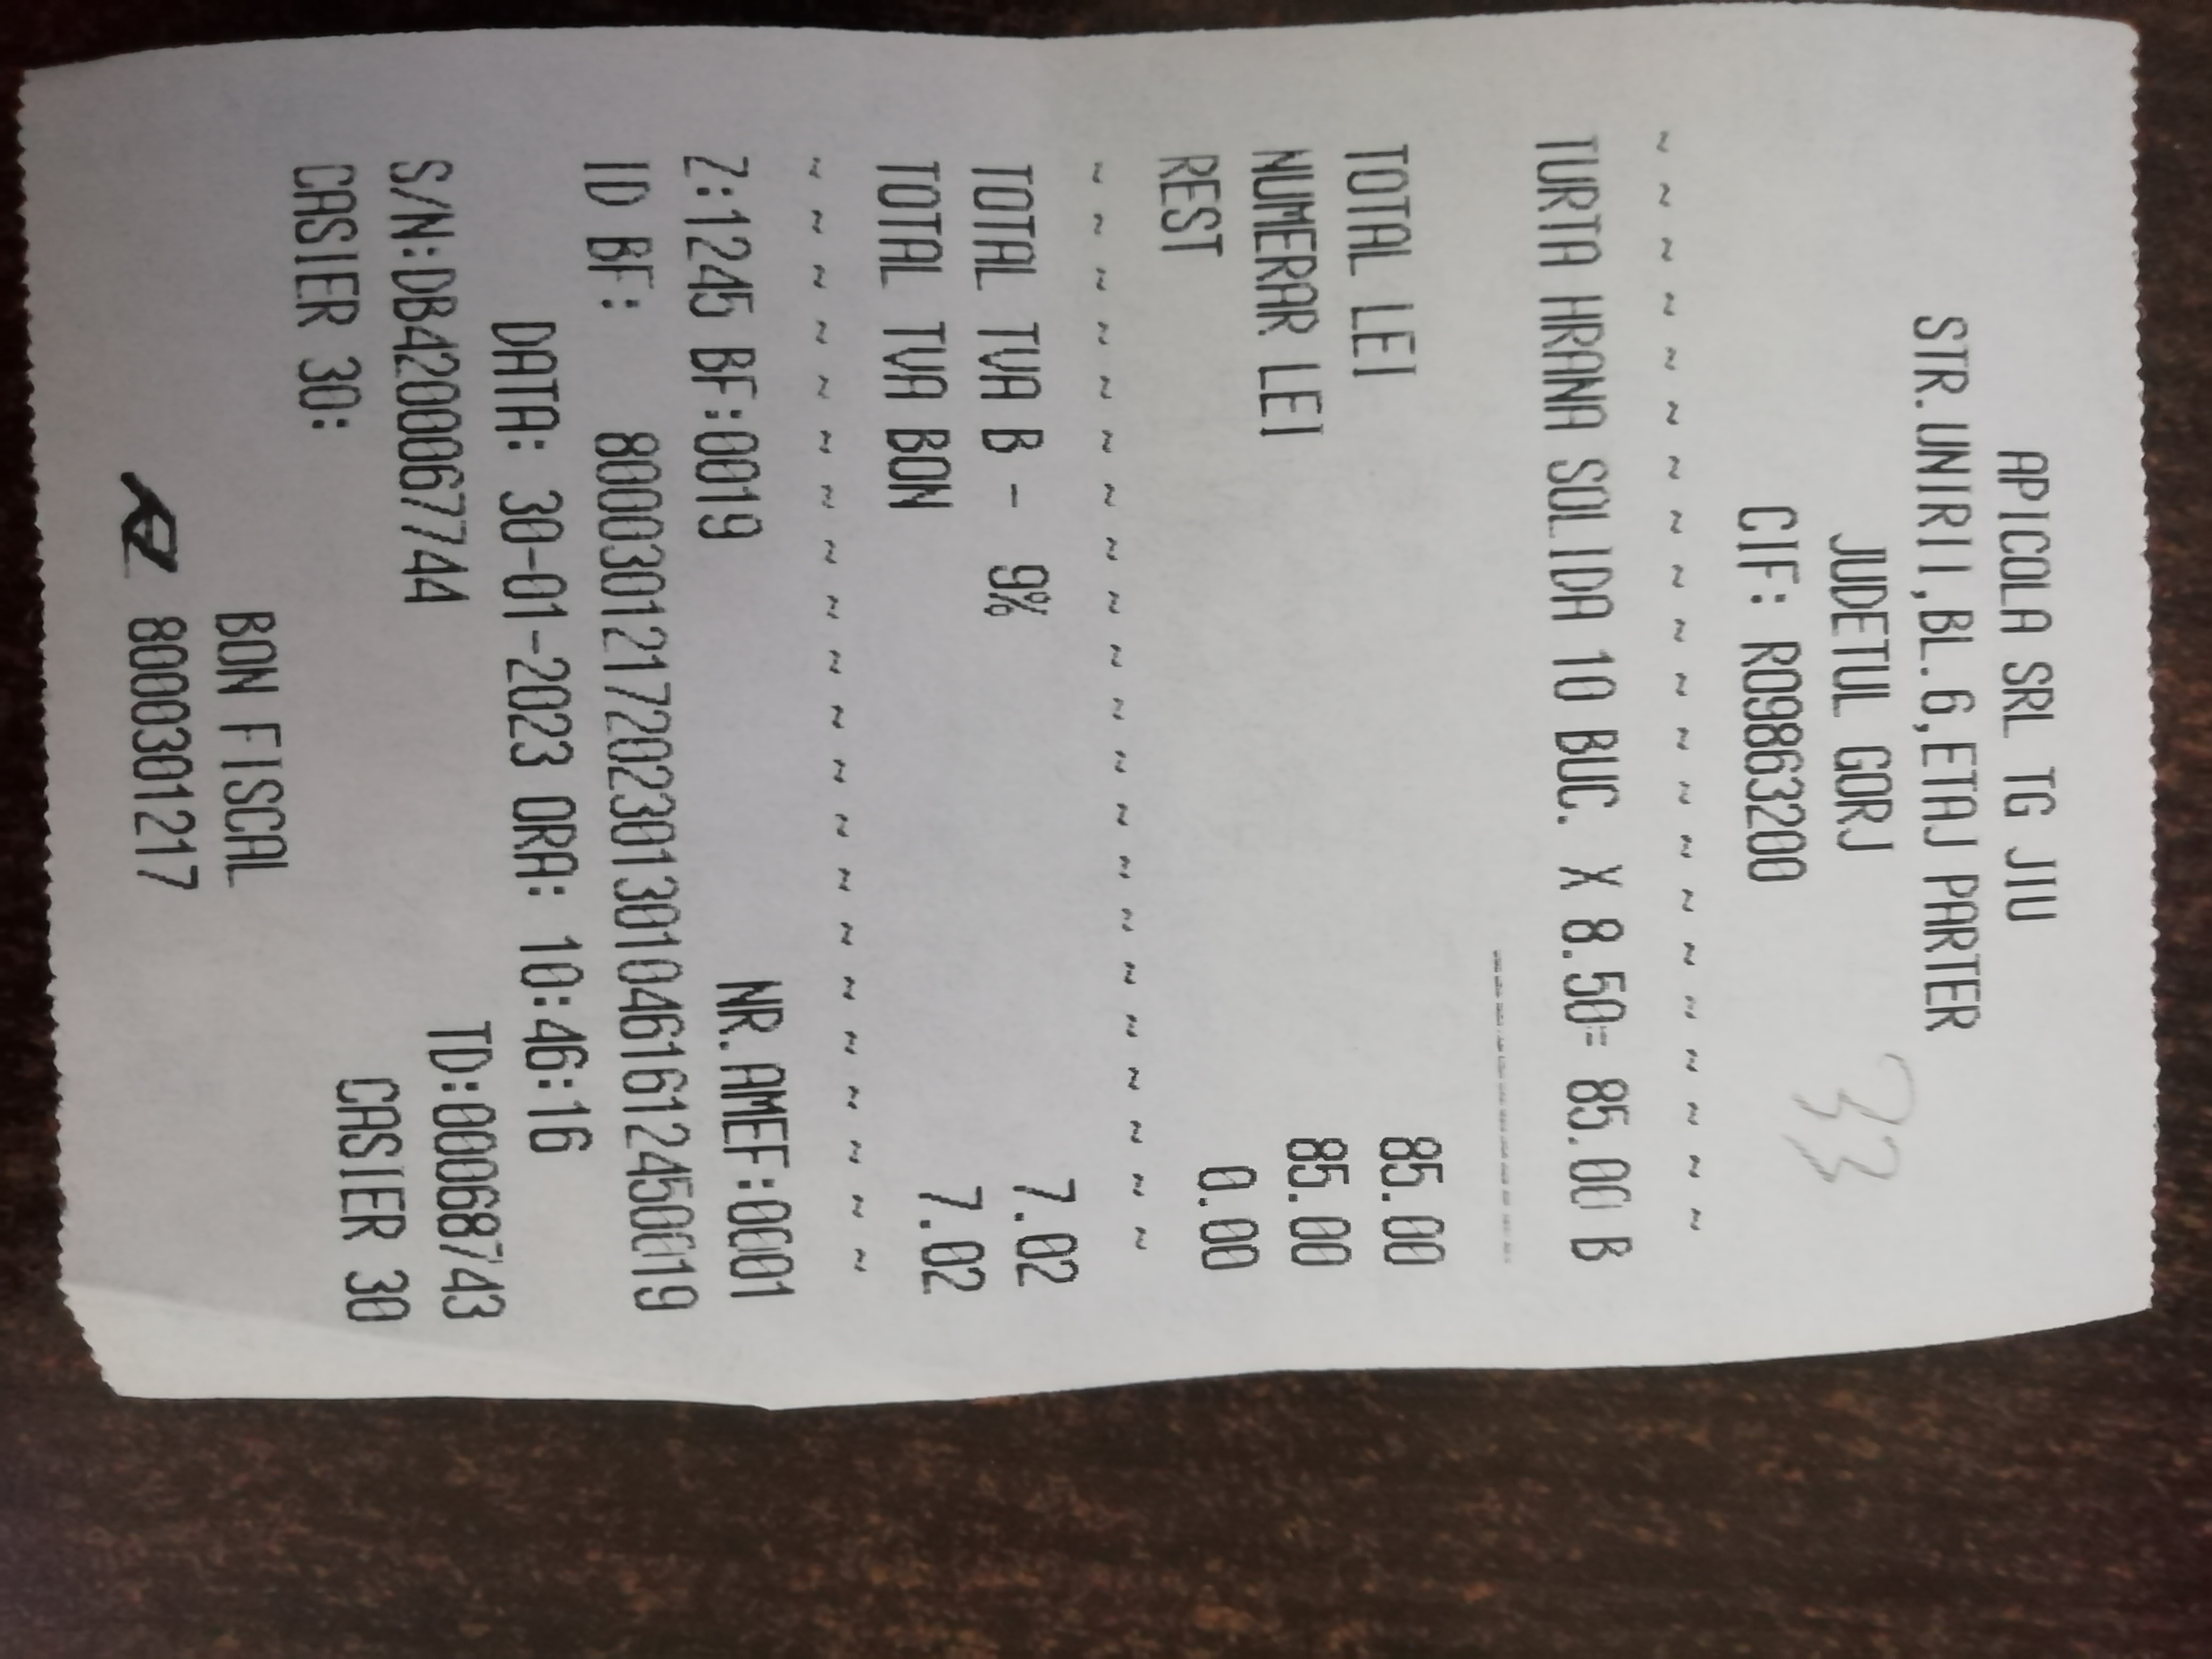 APICOLA SRL TG JIU
STR.UNIRII,BL.6,ETAJ PARTER
JUDETUL GORJ
CIF: RO9863200
33
~ ~ ~ ~ ~ ~ ~ ~ ~ ~ ~ ~ ~ ~ ~ ~ ~ ~ ~ ~ ~
TURTA HRANA SOLIDA 10 BUC. X 8.50= 85.00 B
TOTAL LEI 85.00
NUMERAR LEI 85.00
REST 0.00
~ ~ ~ ~ ~ ~ ~ ~ ~ ~ ~ ~ ~ ~ ~ ~ ~ ~ ~ ~ ~
TOTAL TVA B - 9% 7.02
TOTAL TVA BON 7.02
~ ~ ~ ~ ~ ~ ~ ~ ~ ~ ~ ~ ~ ~ ~ ~ ~ ~ ~ ~ ~
Z:1245 BF:0019 NR.AMEF:0001
ID BF: 80003012172023013010461612450019
DATA: 30-01-2023 ORA: 10:46:16
S/N:DB4200067744 TD:00068743
CASIER 30: CASIER 30
BON FISCAL
8000301217